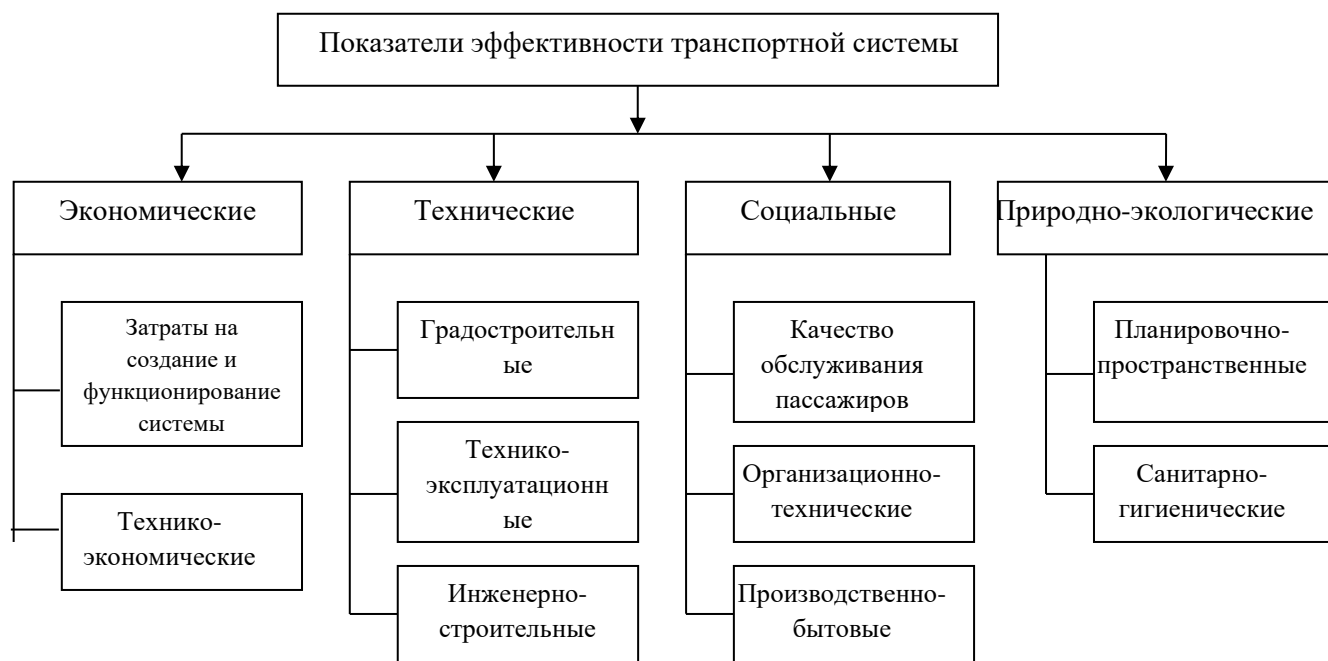 Показатели эффективности транспортной системы
Экономические
Технические
Социальные
Природно-экологические
Затраты на
создание и
функционирование
системы
Технико-
экономические
Градостроительн
ые
Технико-
эксплуатационн
ые
Инженерно-
строительные
Качество
обслуживания
пассажиров
Организационно-
технические
Производственно-
бытовые
Планировочно-
пространственные
Санитарно-
гигиенические